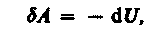 δA = − dU,